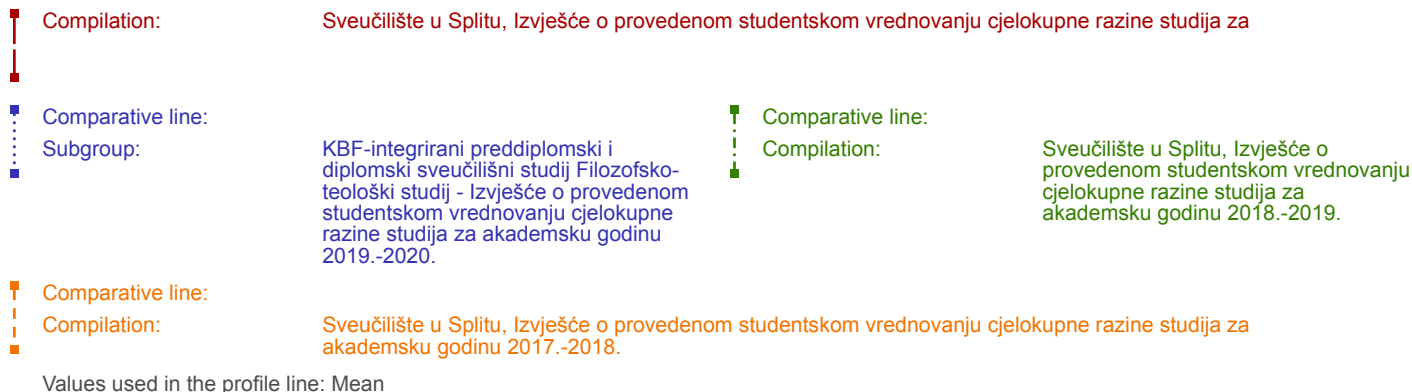 Compilation: Sveučilište u Splitu, Izvješće o provedenom studentskom vrednovanju cjelokupne razine studija za
Comparative line:
Subgroup: KBF-integrirani preddiplomski i
diplomski sveučilišni studij Filozofsko-
teološki studij - Izvješće o provedenom
studentskom vrednovanju cjelokupne
razine studija za akademsku godinu
2019.-2020.
Comparative line:
Compilation: Sveučilište u Splitu, Izvješće o
provedenom studentskom vrednovanju
cjelokupne razine studija za
akademsku godinu 2018.-2019.
Comparative line:
Compilation: Sveučilište u Splitu, Izvješće o provedenom studentskom vrednovanju cjelokupne razine studija za
akademsku godinu 2017.-2018.
Values used in the profile line: Mean